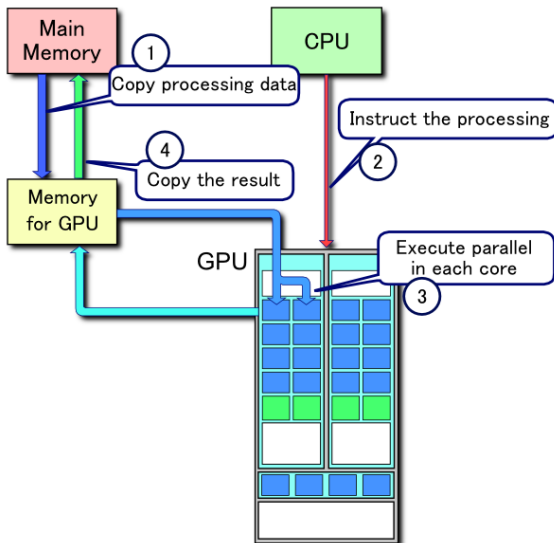 Main
Memory
CPU
1
Copy processing data
Instruct the processing
2
4
Copy the result
Memory
for GPU
GPU
Execute parallel
in each core
3